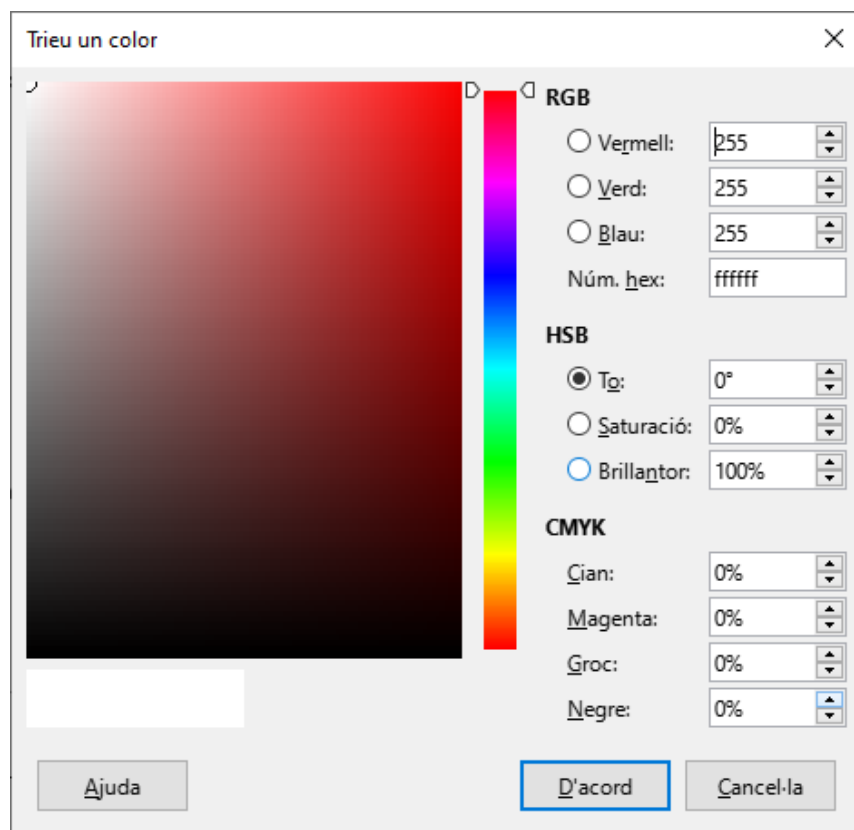 Trieu un color
RGB
Vermell: 255
Verd: 255
Blau: 255
Núm. hex: ffffff
HSB
To: 0°
Saturació: 0%
Brillantor: 100%
CMYK
Cian: 0%
Magenta: 0%
Groc: 0%
Negre: 0%
Ajuda
D'acord
Cancel·la